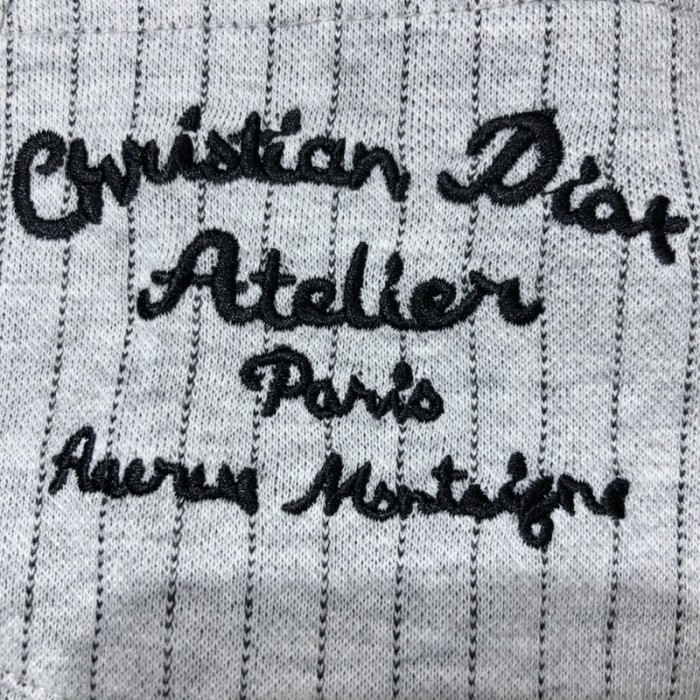 Christian Dior
Atelier
Paris
Avenue Montaigne